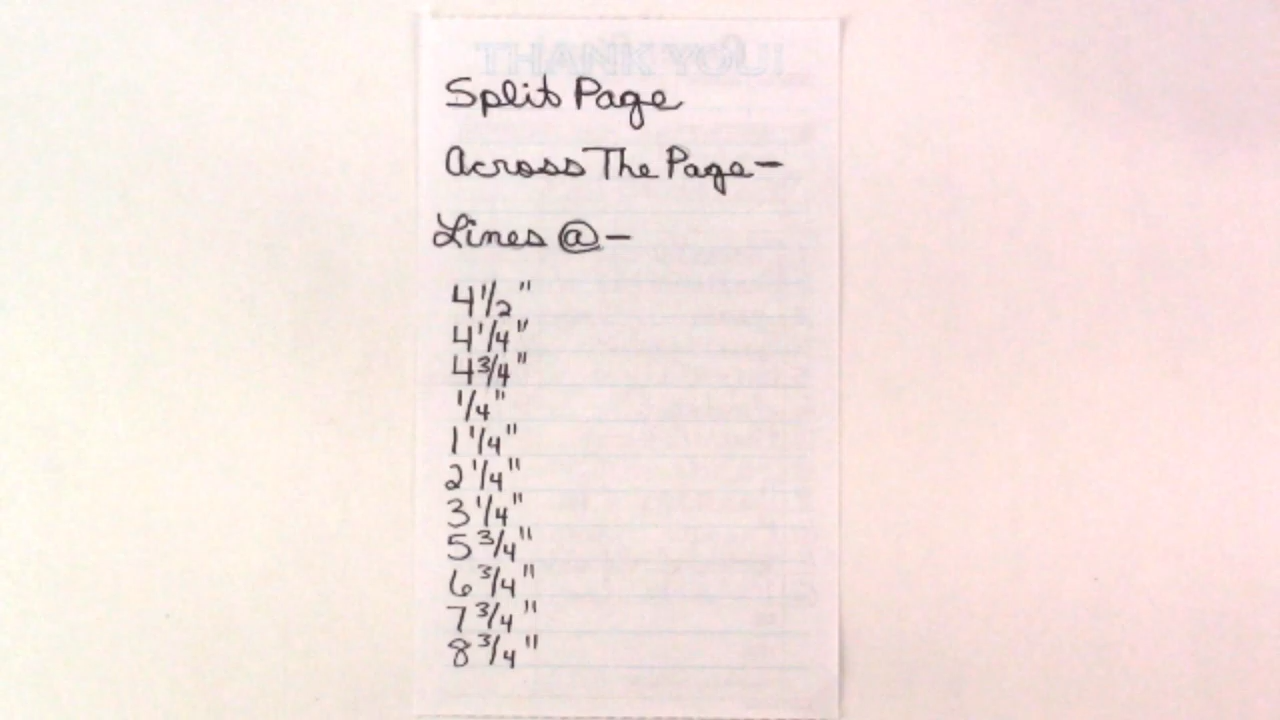 THANK YOU
Split Page
Across The Page-
Lines @-
4 1/2"
4 1/4"
4 3/4"
1/4"
1 1/4"
2 1/4"
3 1/4"
5 3/4"
6 3/4"
7 3/4"
8 3/4"